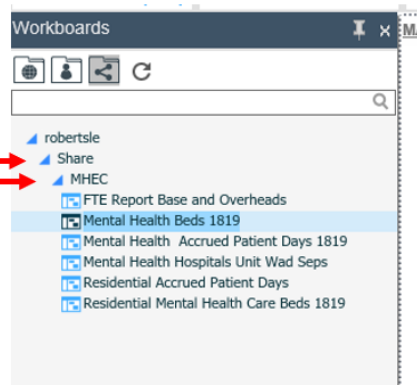 Workboards
MA
robertsle
Share
MHEC
FTE Report Base and Overheads
Mental Health Beds 1819
Mental Health Accrued Patient Days 1819
Mental Health Hospitals Unit Wad Seps
Residential Accrued Patient Days
Residential Mental Health Care Beds 1819